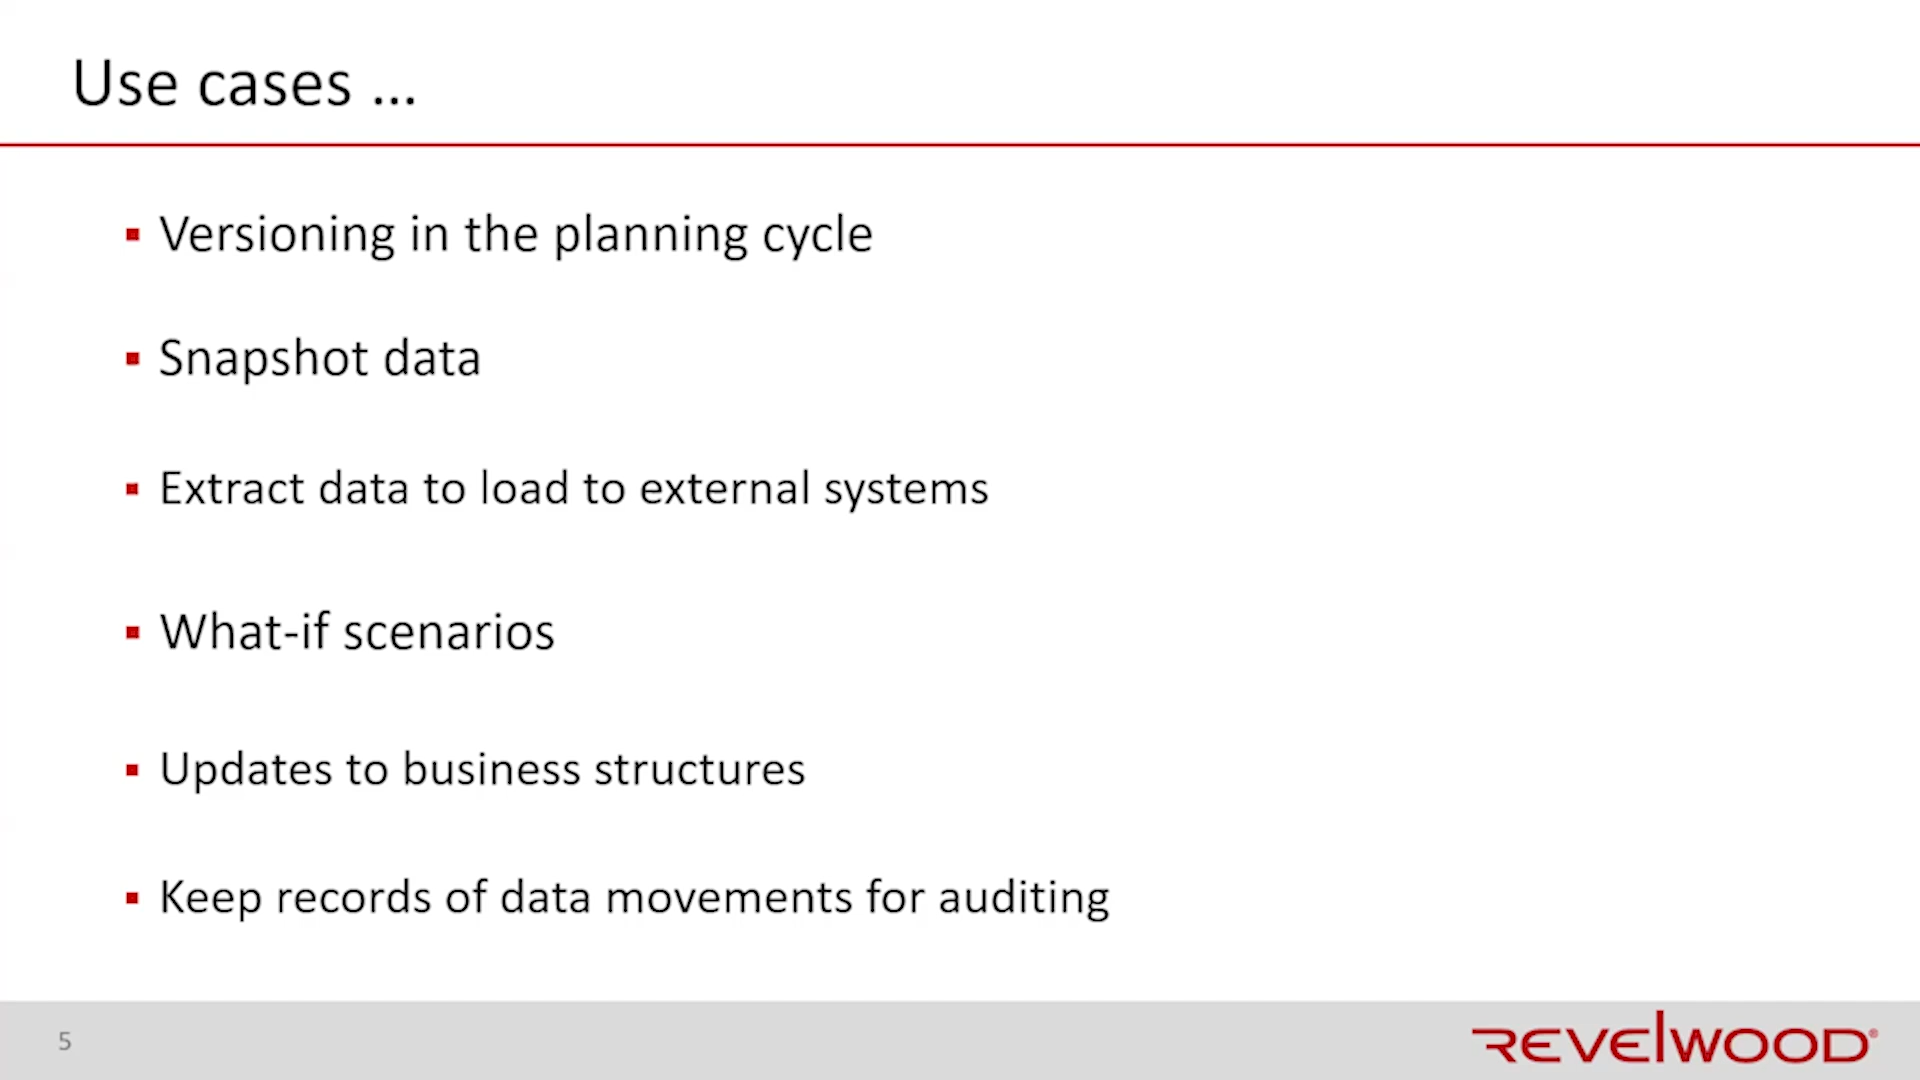 Use cases ...
▪ Versioning in the planning cycle
▪ Snapshot data
▪ Extract data to load to external systems
▪ What-if scenarios
▪ Updates to business structures
▪ Keep records of data movements for auditing
5
REVELWOOD®